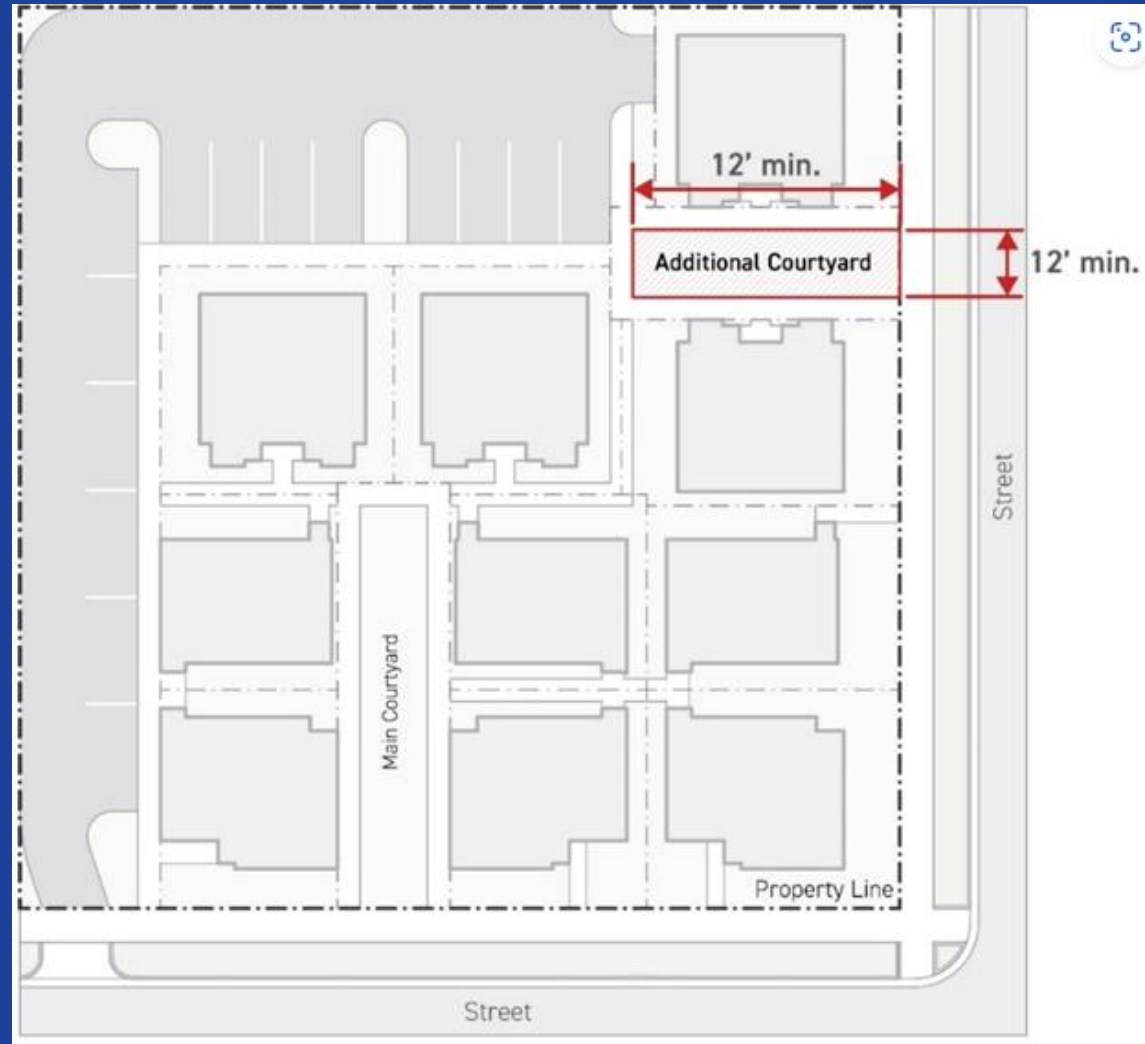 12' min.
Additional Courtyard
12' min.
Street
Main Courtyard
Property Line
Street